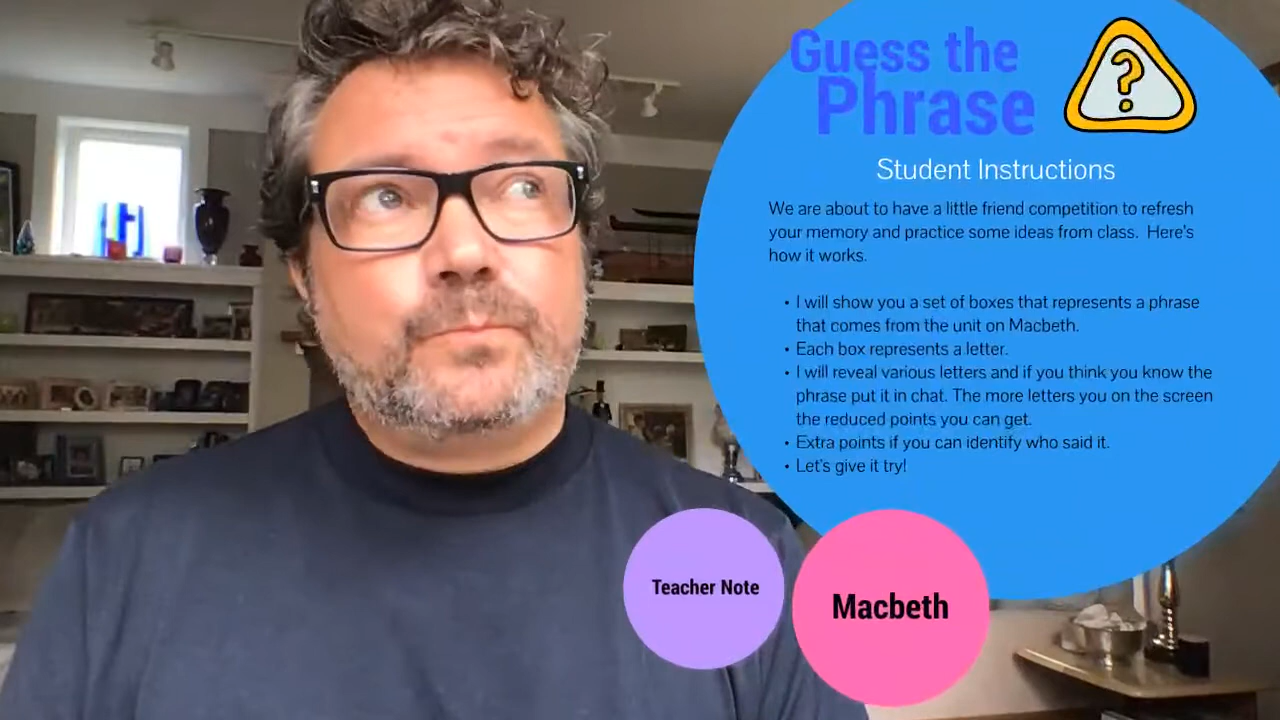 Guess the
Phrase
?
Student Instructions
We are about to have a little friend competition to refresh
your memory and practice some ideas from class. Here's
how it works.
• I will show you a set of boxes that represents a phrase
that comes from the unit on Macbeth.
• Each box represents a letter.
• I will reveal various letters and if you think you know the
phrase put it in chat. The more letters you on the screen
the reduced points you can get.
• Extra points if you can identify who said it.
• Let's give it try!
Teacher Note
Macbeth